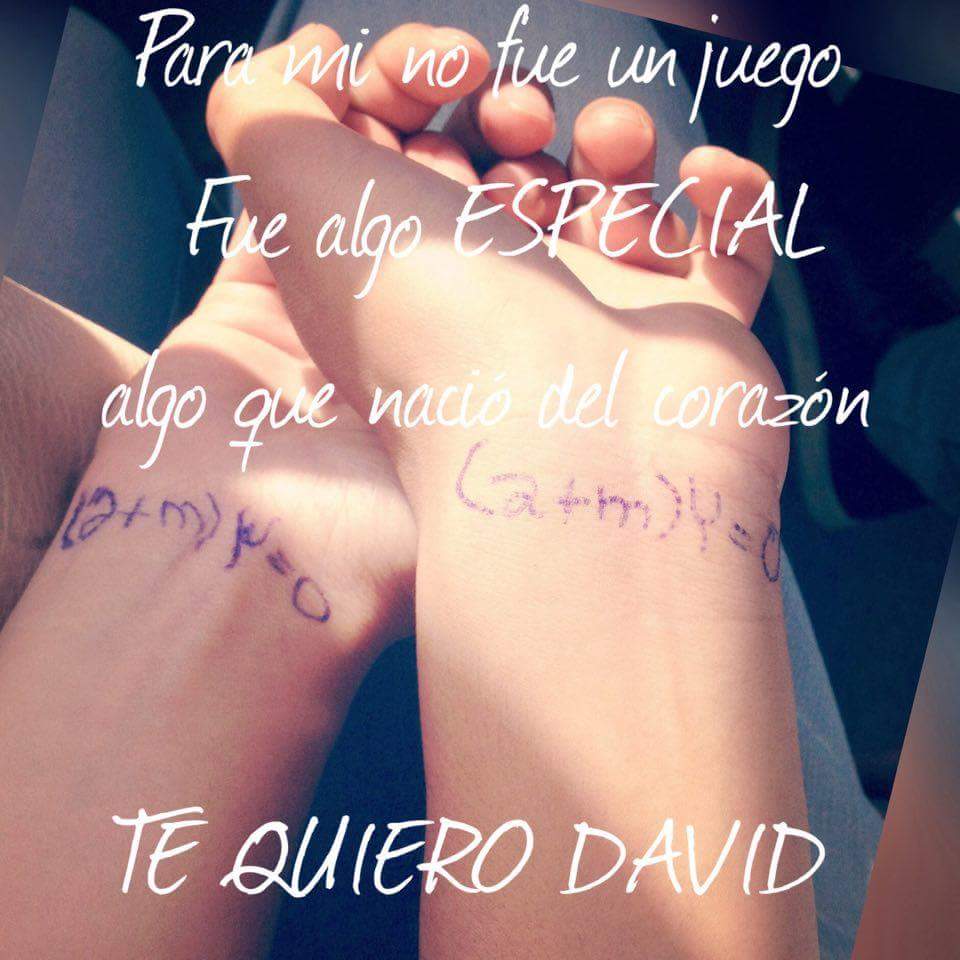 Para mi no fue un juego
Fue algo ESPECIAL
algo que nació del corazón
(a+m)Ψ=0
(a+m)Ψ=0
TE QUIERO DAVID